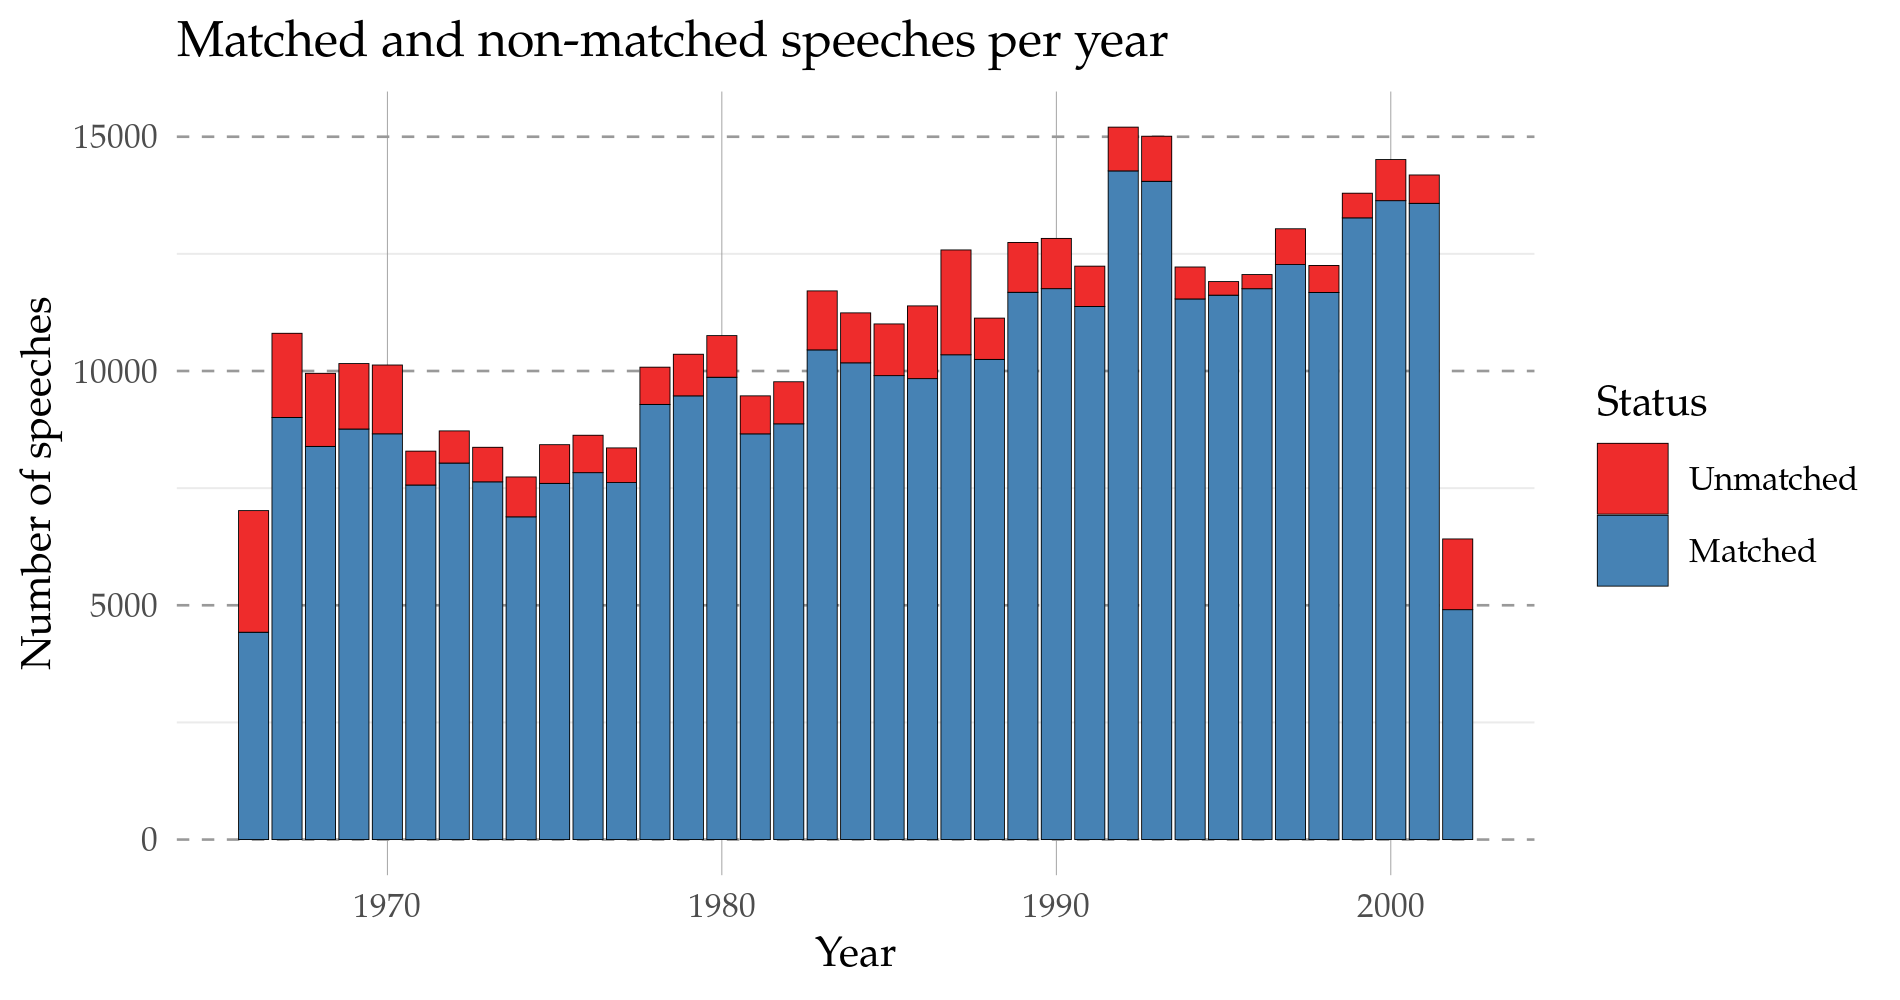 Matched and non-matched speeches per year
Number of speeches
15000
10000
5000
0
1970 1980 1990 2000
Year
Status
Unmatched
Matched